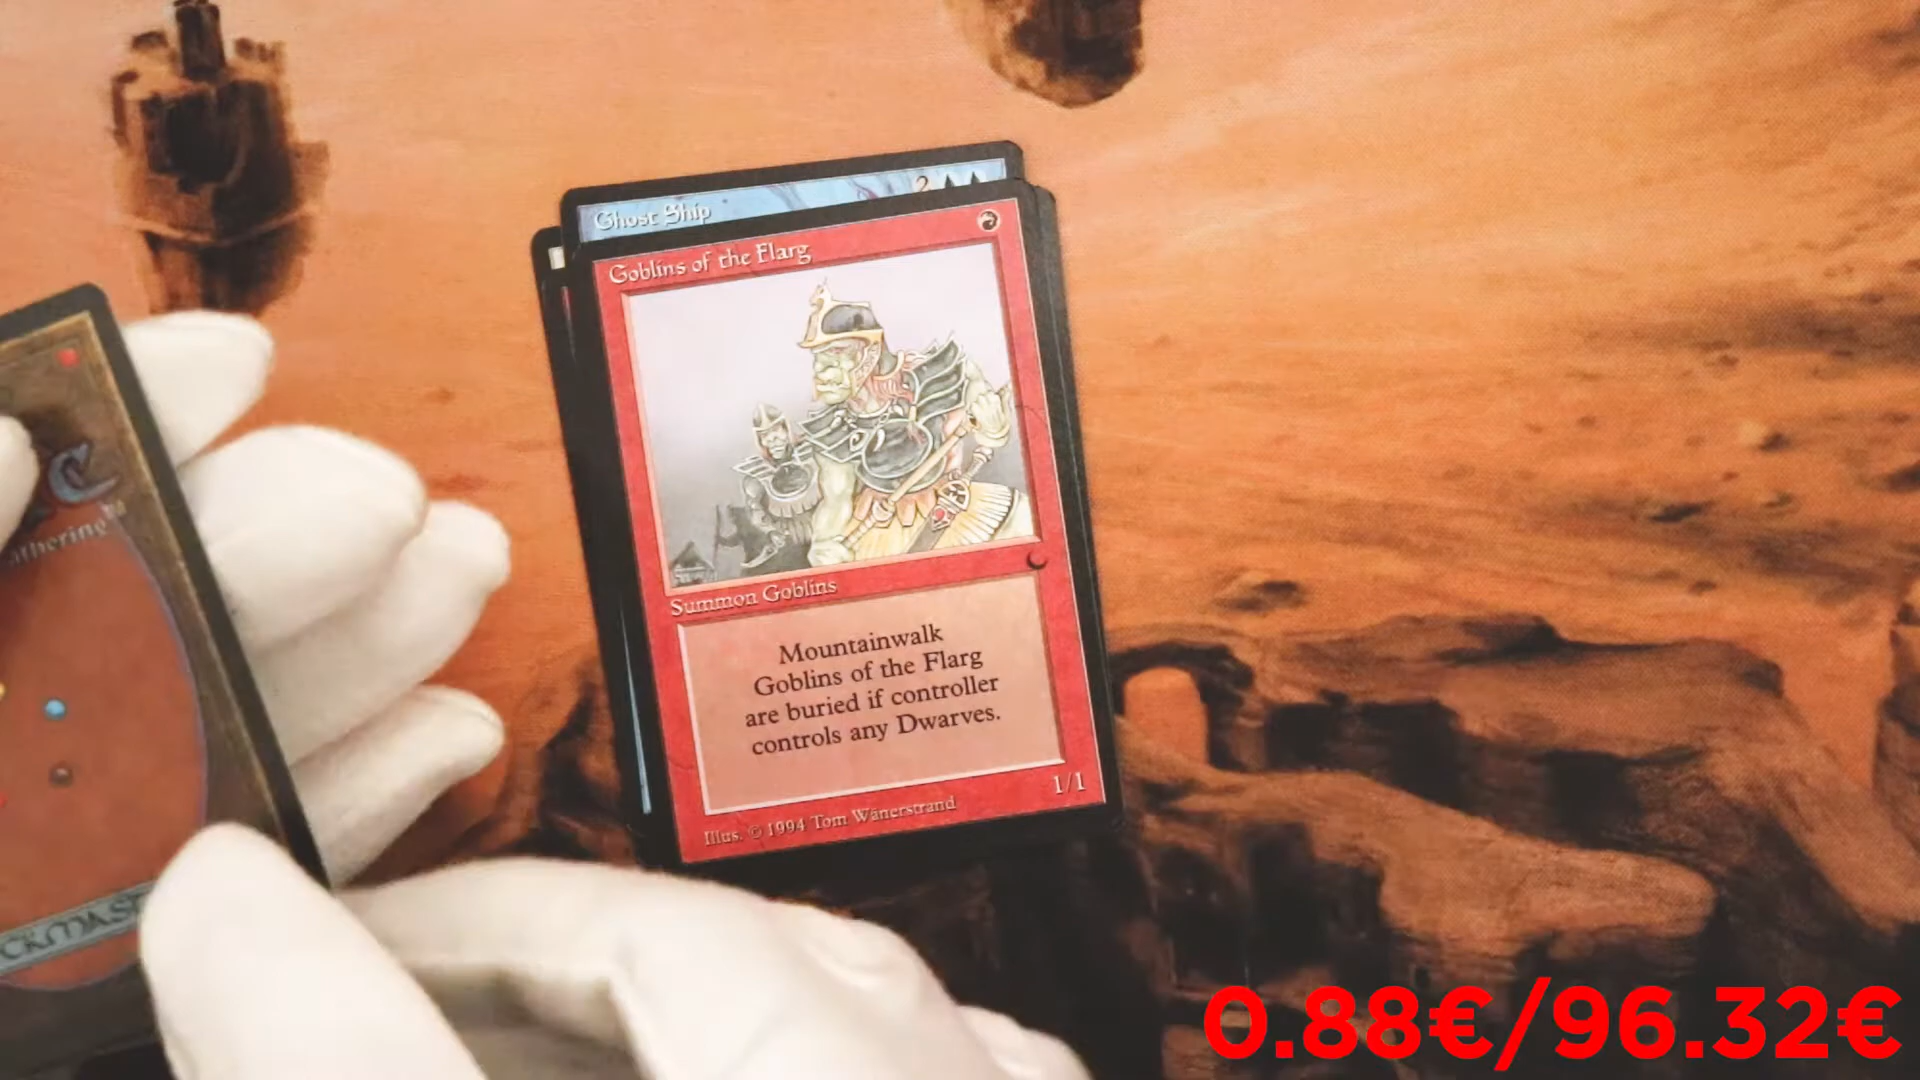 Ghost Ship
2
Goblins of the Flarg
Summon Goblins
Mountainwalk
Goblins of the Flarg
are buried if controller
controls any Dwarves.
1/1
Illus. © 1994 Tom Wänerstrand
0.88€/96.32€